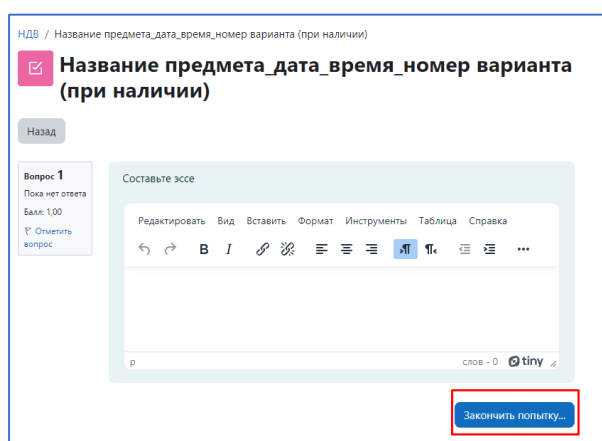 НДВ / Название предмета_дата_время_номер варианта (при наличии)
Название предмета_дата_время_номер варианта
(при наличии)
Назад
Вопрос 1
Пока нет ответа
Балл: 1,00
Отметить
вопрос
Составьте эссе
Редактировать Вид Вставить Формат Инструменты Таблица Справка
B I
p слов - 0 tiny
Закончить попытку...